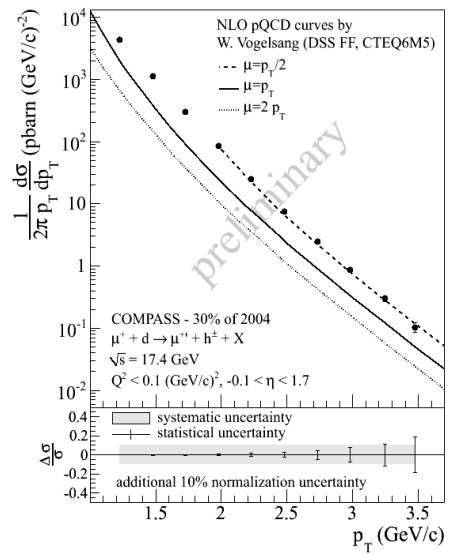 NLO pQCD curves by
W. Vogelsang (DSS FF, CTEQ6M5)
μ=p_T/2
μ=p_T
μ=2 p_T
10^4
10^3
10^2
10
1
10^-1
10^-2
1/(2π p_T) dσ/dp_T (pbarn (GeV/c)^-2)
preliminary
COMPASS - 30% of 2004
μ^+ + d → μ^+' + h^± + X
√s = 17.4 GeV
Q^2 < 0.1 (GeV/c)^2, -0.1 < η < 1.7
0.4
0.2
0
-0.2
-0.4
Δσ/σ
systematic uncertainty
statistical uncertainty
additional 10% normalization uncertainty
1 1.5 2 2.5 3 3.5
p_T (GeV/c)